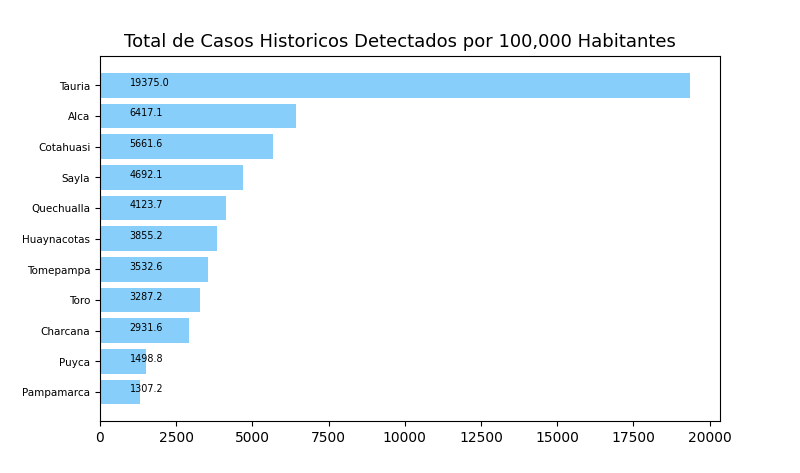 Total de Casos Historicos Detectados por 100,000 Habitantes
Tauria 19375.0
Alca 6417.1
Cotahuasi 5661.6
Sayla 4692.1
Quechualla 4123.7
Huaynacotas 3855.2
Tomepampa 3532.6
Toro 3287.2
Charcana 2931.6
Puyca 1498.8
Pampamarca 1307.2
0 2500 5000 7500 10000 12500 15000 17500 20000